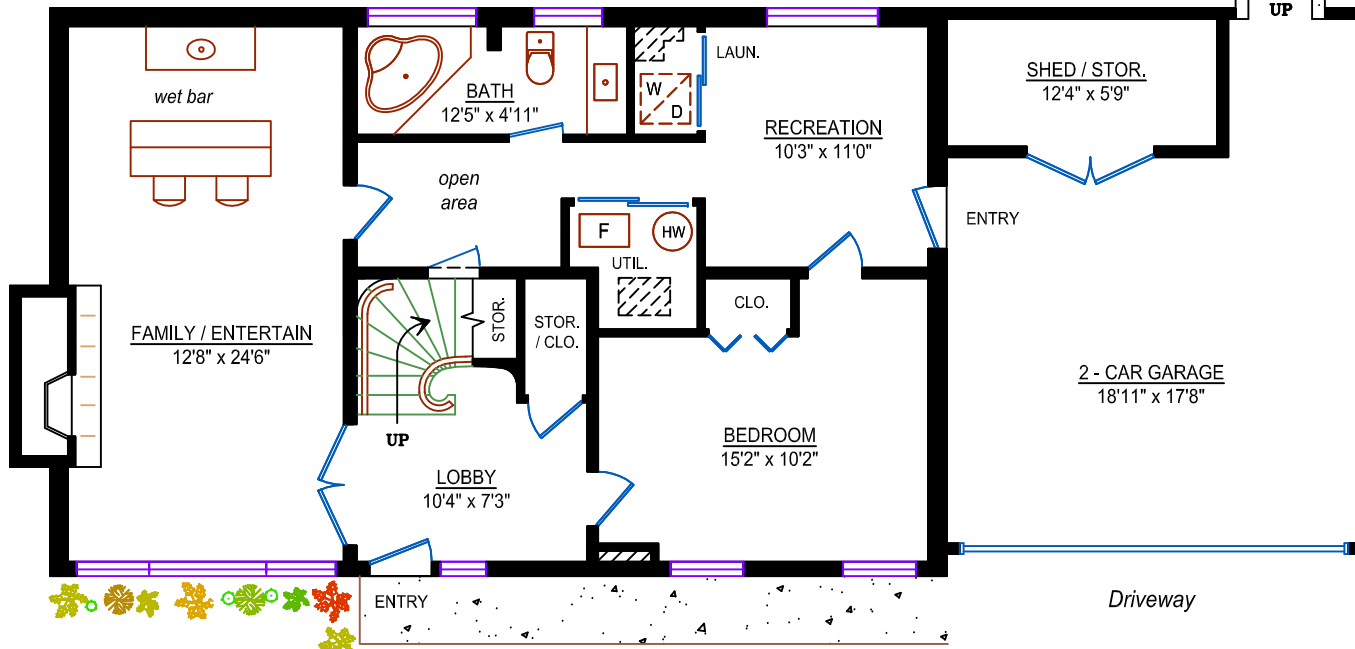 UP
wet bar
BATH
12'5" x 4'11"
W
D
LAUN.
RECREATION
10'3" x 11'0"
SHED / STOR.
12'4" x 5'9"
open
area
F
HW
UTIL.
ENTRY
FAMILY / ENTERTAIN
12'8" x 24'6"
STOR.
STOR.
/ CLO.
CLO.
UP
LOBBY
10'4" x 7'3"
BEDROOM
15'2" x 10'2"
2 - CAR GARAGE
18'11" x 17'8"
ENTRY
Driveway